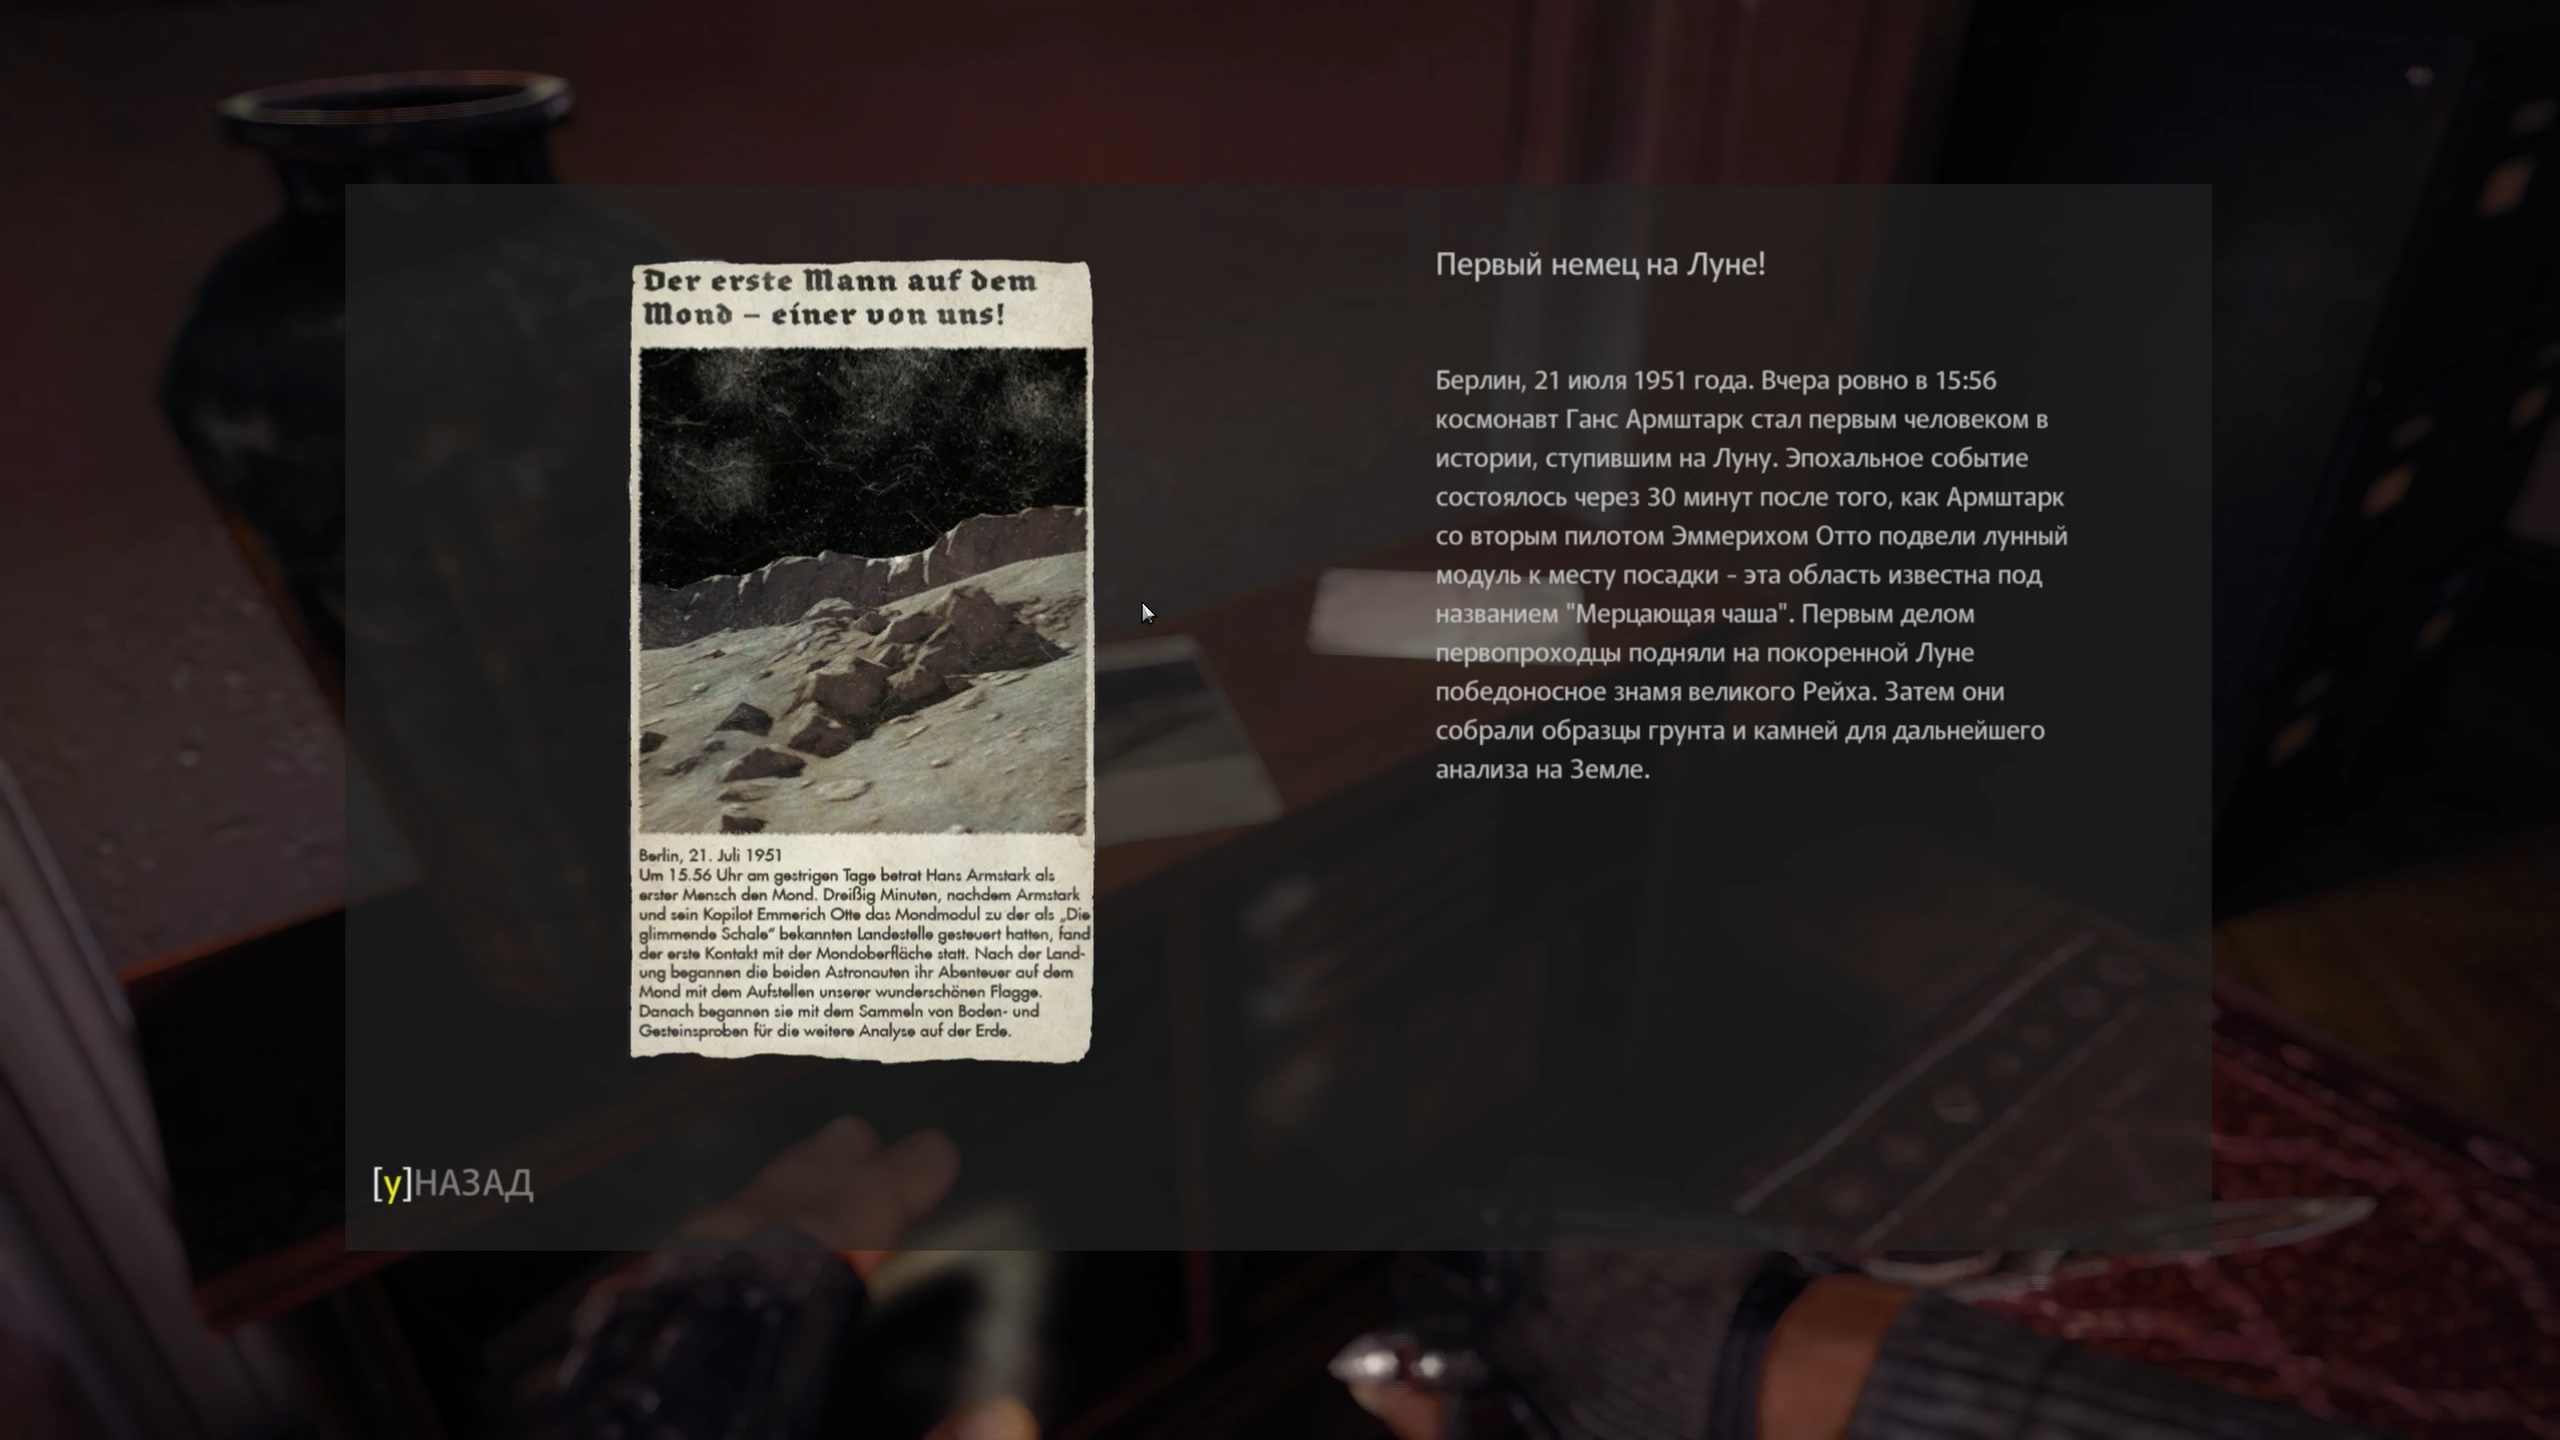 Der erste Mann auf dem
Mond – einer von uns!
Berlin, 21. Juli 1951
Um 15.56 Uhr am gestrigen Tage betrat Hans Armstark als
erster Mensch den Mond. Dreißig Minuten, nachdem Armstark
und sein Kopilot Emmerich Otto das Mondmodul zu der als „Die
glimmende Schale“ bekannten Landestelle gesteuert hatten, fand
der erste Kontakt mit der Mondoberfläche statt. Nach der Land-
ung begannen die beiden Astronauten ihr Abenteuer auf dem
Mond mit dem Aufstellen unserer wunderschönen Flagge.
Danach begannen sie mit dem Sammeln von Boden- und
Gesteinsproben für die weitere Analyse auf der Erde.
Первый немец на Луне!
Берлин, 21 июля 1951 года. Вчера ровно в 15:56
космонавт Ганс Армштарк стал первым человеком в
истории, ступившим на Луну. Эпохальное событие
состоялось через 30 минут после того, как Армштарк
со вторым пилотом Эммерихом Отто подвели лунный
модуль к месту посадки - эта область известна под
названием "Мерцающая чаша". Первым делом
первопроходцы подняли на покоренной Луне
победоносное знамя великого Рейха. Затем они
собрали образцы грунта и камней для дальнейшего
анализа на Земле.
[y]НАЗАД